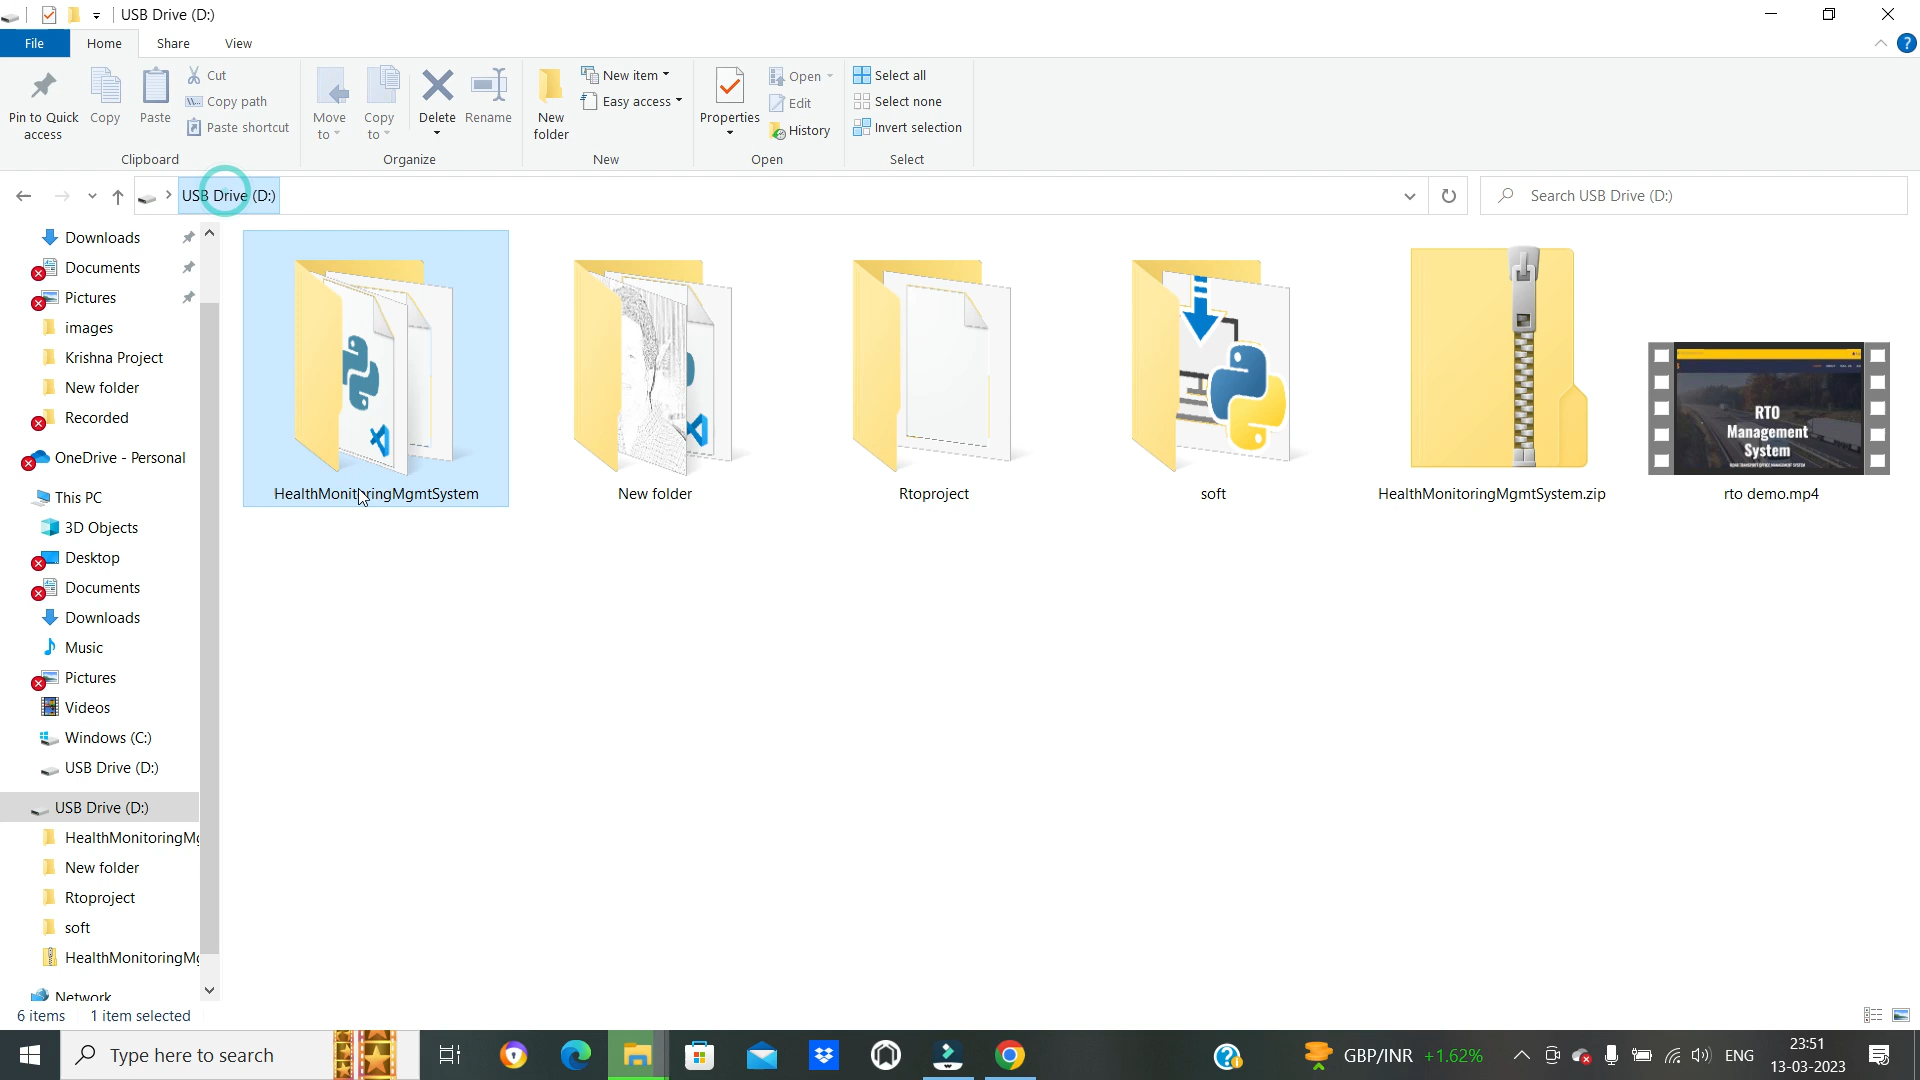 USB Drive (D:)
File
Home
Share
View
Pin to Quick
access
Copy
Paste
Cut
Copy path
Paste shortcut
Clipboard
Move
to
Copy
to
Delete
Rename
Organize
New
folder
New item
Easy access
New
Properties
Open
Edit
History
Open
Select all
Select none
Invert selection
Select
USB Drive (D:)
Search USB Drive (D:)
Downloads
Documents
Pictures
images
Krishna Project
New folder
Recorded
OneDrive - Personal
This PC
3D Objects
Desktop
Documents
Downloads
Music
Pictures
Videos
Windows (C:)
USB Drive (D:)
USB Drive (D:)
HealthMonitoringMg
New folder
Rtoproject
soft
HealthMonitoringMg
Network
HealthMonitoringMgmtSystem
New folder
Rtoproject
soft
HealthMonitoringMgmtSystem.zip
RTO
Management
System
rto demo.mp4
6 items
1 item selected
Type here to search
GBP/INR +1.62%
ENG
23:51
13-03-2023